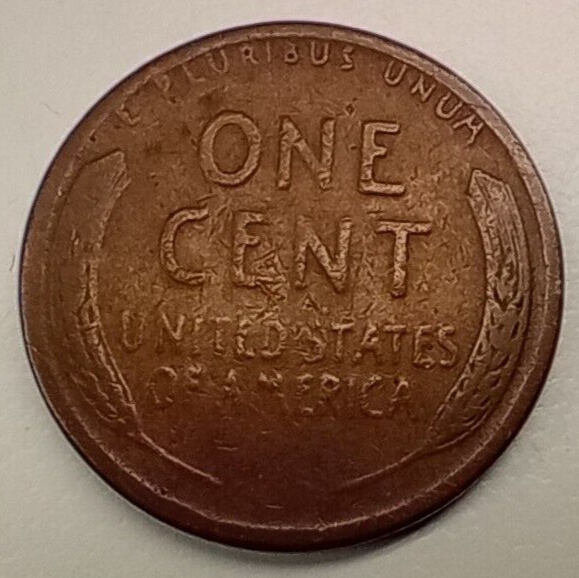 E PLURIBUS UNUM
ONE
CENT
UNITED STATES
OF AMERICA